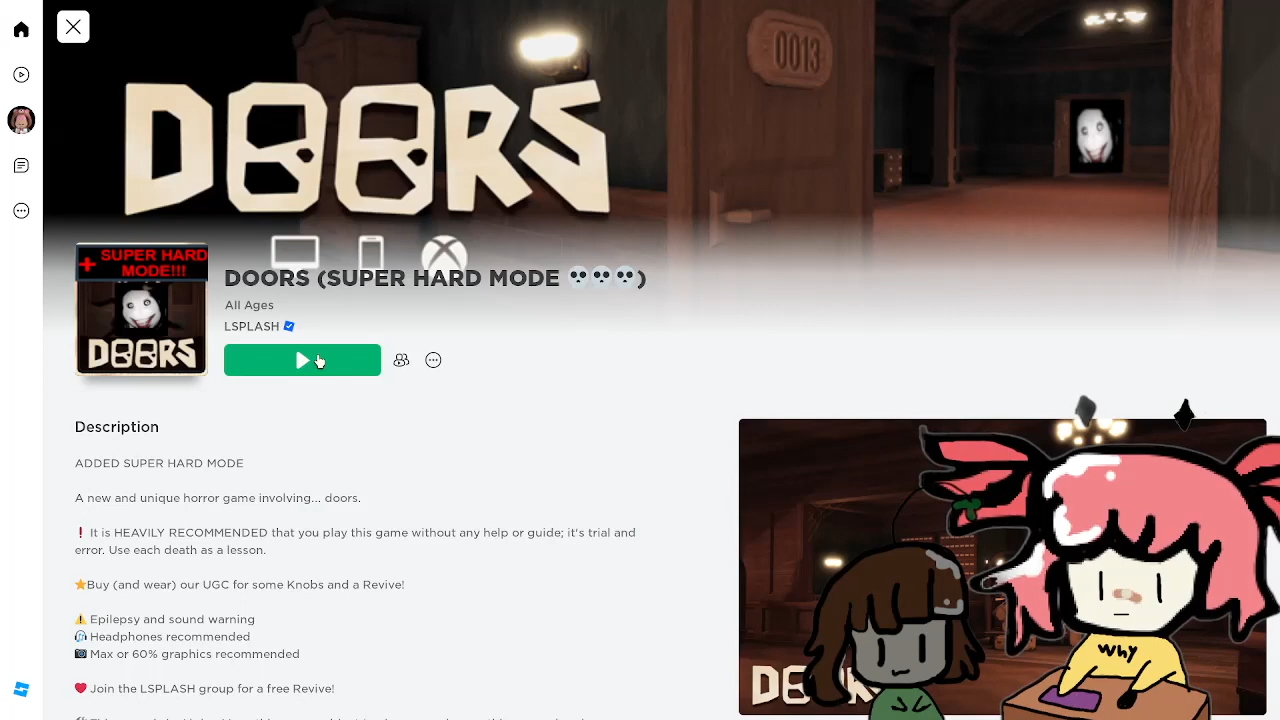 DOORS
0013
+ SUPER HARD
MODE!!!
DOORS
DOORS (SUPER HARD MODE 💀💀💀)
All Ages
LSPLASH
Description
ADDED SUPER HARD MODE
A new and unique horror game involving... doors.
❗ It is HEAVILY RECOMMENDED that you play this game without any help or guide; it's trial and
error. Use each death as a lesson.
⭐Buy (and wear) our UGC for some Knobs and a Revive!
⚠️ Epilepsy and sound warning
🎧 Headphones recommended
📷 Max or 60% graphics recommended
❤️ Join the LSPLASH group for a free Revive!
Why